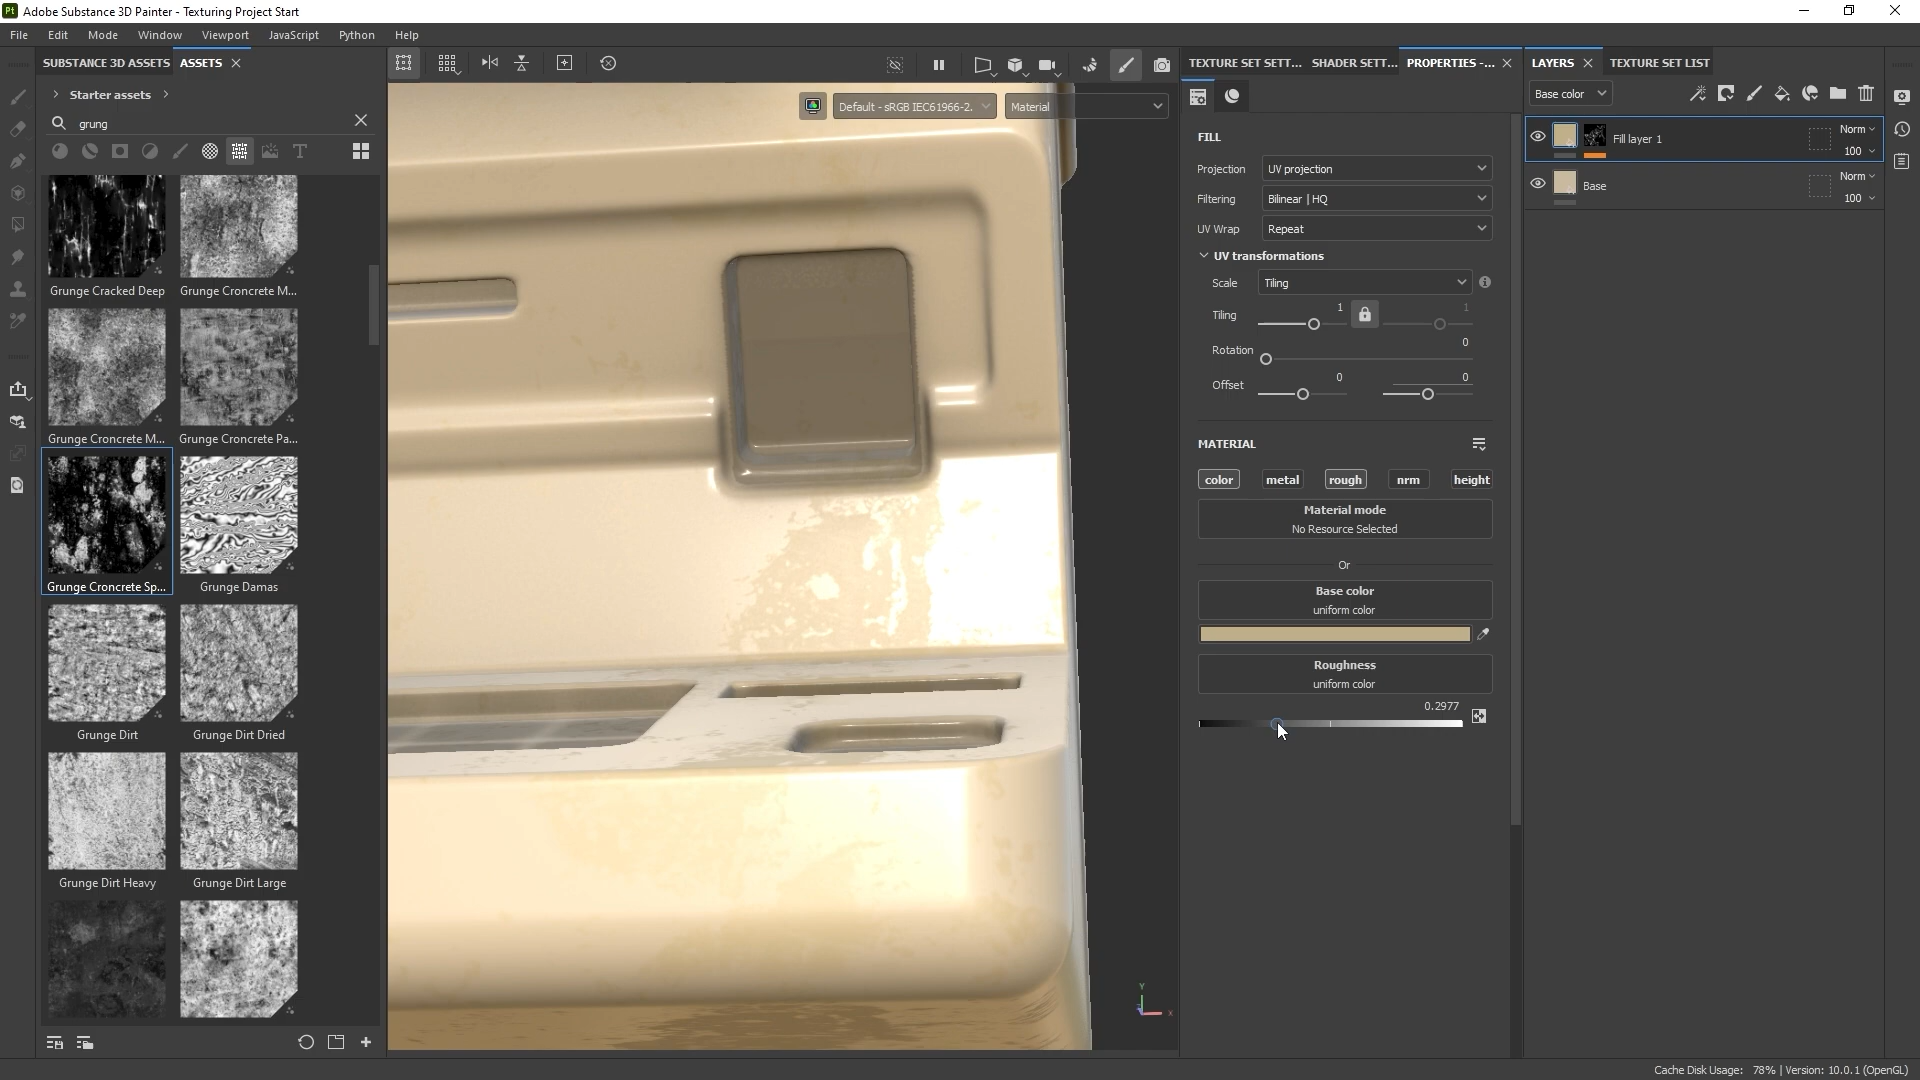 Pt Adobe Substance 3D Painter - Texturing Project Start
File Edit Mode Window Viewport JavaScript Python Help
SUBSTANCE 3D ASSETS ASSETS
Starter assets
grung
Grunge Cracked Deep Grunge Croncrete M...
Grunge Croncrete M... Grunge Croncrete Pa...
Grunge Croncrete Sp... Grunge Damas
Grunge Dirt Grunge Dirt Dried
Grunge Dirt Heavy Grunge Dirt Large
Default - sRGB IEC61966-2. Material
Y
X
TEXTURE SET SETT... SHADER SETT... PROPERTIES -...
FILL
Projection UV projection
Filtering Bilinear | HQ
UV Wrap Repeat
UV transformations
Scale Tiling
Tiling 1 1
Rotation 0
Offset 0 0
MATERIAL
color metal rough nrm height
Material mode
No Resource Selected
Or
Base color
uniform color
Roughness
uniform color
0.2977
LAYERS TEXTURE SET LIST
Base color
Fill layer 1 Norm
100
Base Norm
100
Cache Disk Usage: 78% | Version: 10.0.1 (OpenGL)